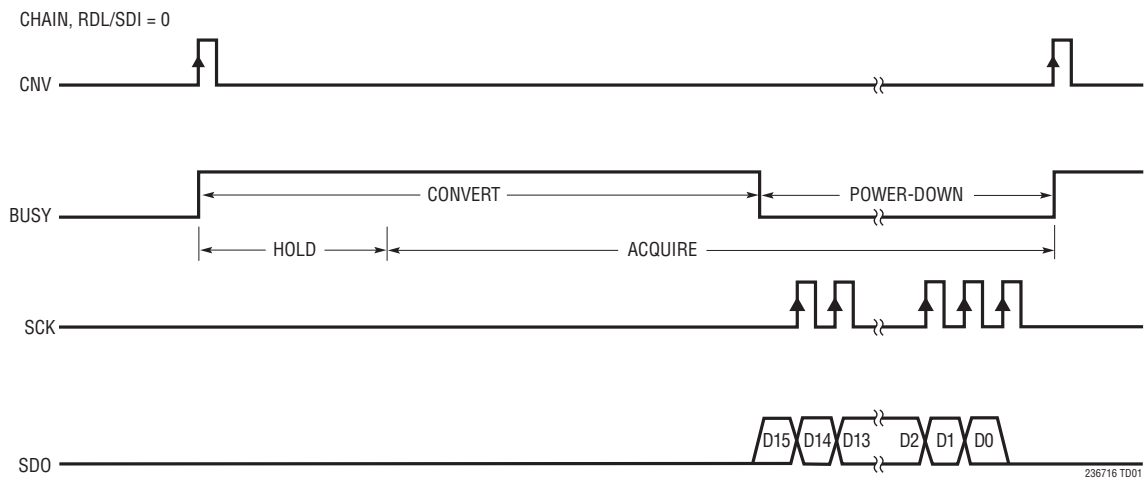 CHAIN, RDL/SDI = 0
CNV
CONVERT
POWER-DOWN
BUSY
HOLD
ACQUIRE
SCK
D15 D14 D13 D2 D1 D0
SDO
236716 TD01